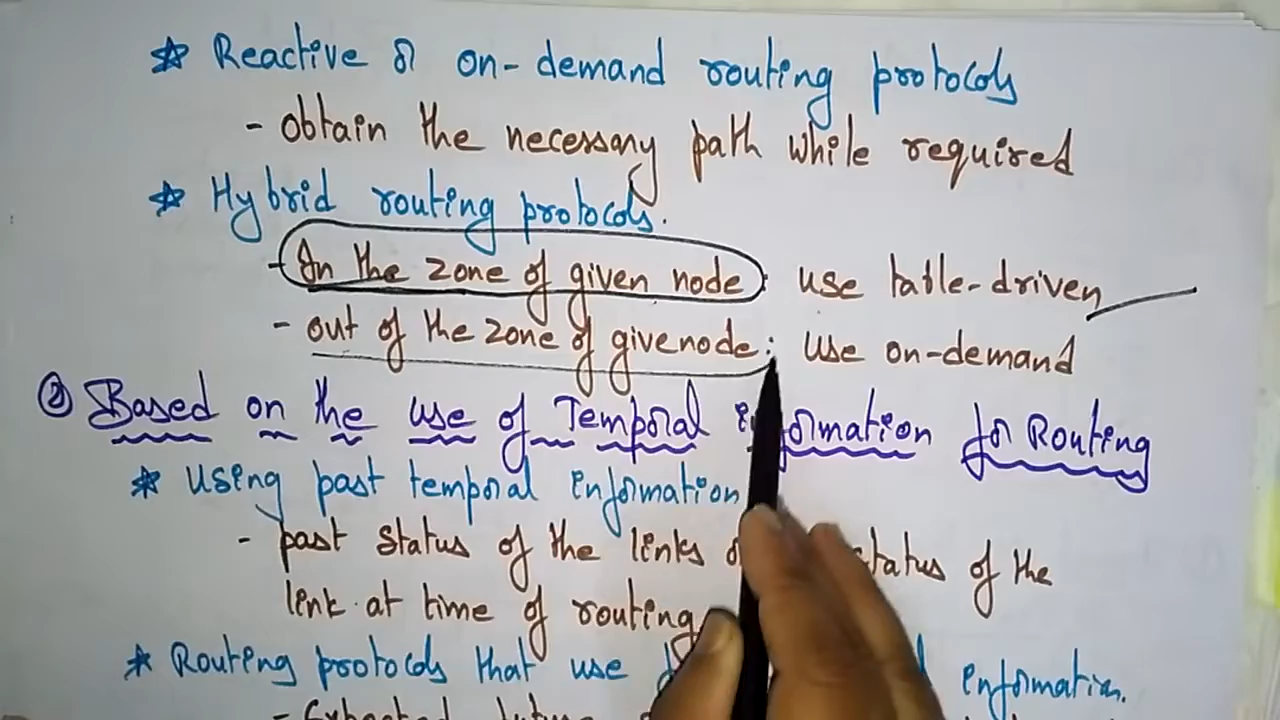 * Reactive or on-demand routing protocols
- obtain the necessary path while required
* Hybrid routing protocols.
- In the zone of given node : use table-driven
- out of the zone of givenode : use on-demand
② Based on the use of Temporal information for Routing
* Using past temporal information
- past status of the links status of the
link at time of routing
* Routing protocols that use information.
- Expected